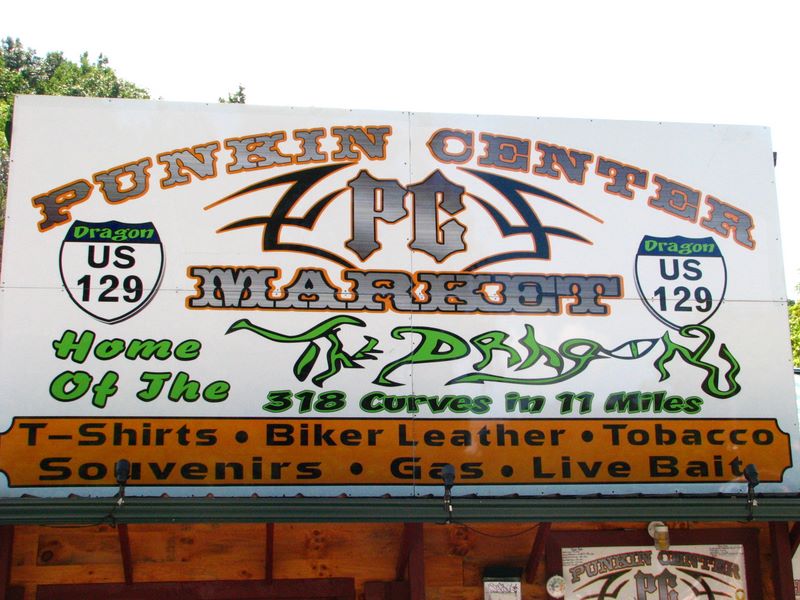 PUNKIN CENTER
PC
MARKET
Dragon
US
129
Dragon
US
129
Home
Of The
The Dragon
318 Curves in 11 Miles
T-Shirts • Biker Leather • Tobacco
Souvenirs • Gas • Live Bait
PUNKIN CENTER
PC